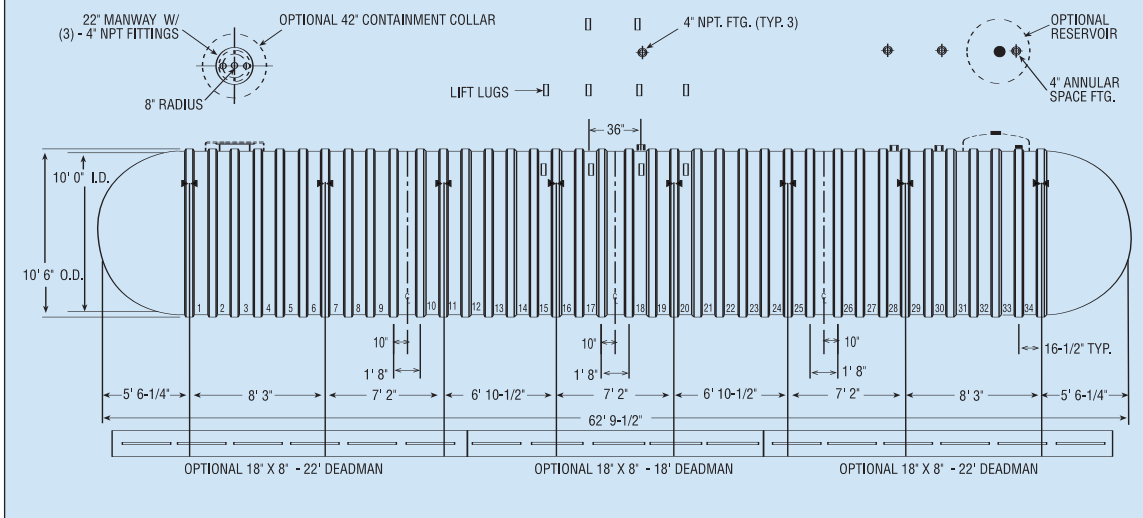 22" MANWAY W/
(3) - 4" NPT FITTINGS
OPTIONAL 42" CONTAINMENT COLLAR
4" NPT. FTG. (TYP. 3)
OPTIONAL
RESERVOIR
8" RADIUS
LIFT LUGS
4" ANNULAR
SPACE FTG.
36"
10' 0" I.D.
10' 6" O.D.
1 2 3 4 5 6 7 8 9 10 11 12 13 14 15 16 17 18 19 20 21 22 23 24 25 26 27 28 29 30 31 32 33 34
10" 10" 10"
16-1/2" TYP.
1' 8" 1' 8" 1' 8"
5' 6-1/4" 8' 3" 7' 2" 6' 10-1/2" 7' 2" 6' 10-1/2" 7' 2" 8' 3" 5' 6-1/4"
62' 9-1/2"
OPTIONAL 18" X 8" - 22' DEADMAN
OPTIONAL 18" X 8" - 18' DEADMAN
OPTIONAL 18" X 8" - 22' DEADMAN